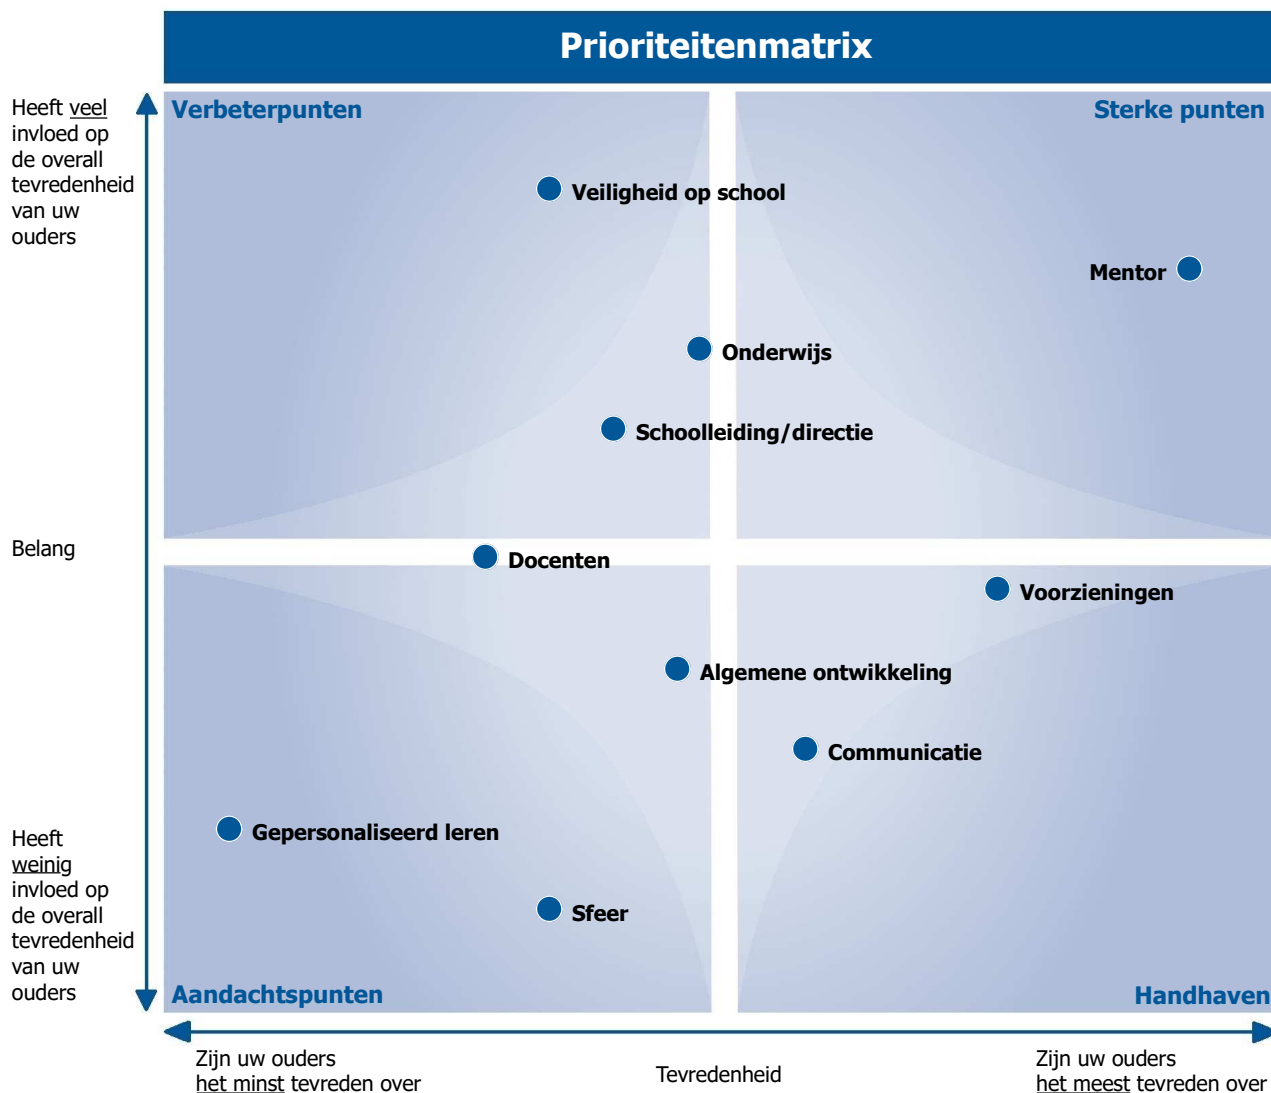 Prioriteitenmatrix
Heeft veel
invloed op
de overall
tevredenheid
van uw
ouders
Verbeterpunten
Sterke punten
Veiligheid op school
Mentor
Onderwijs
Schoolleiding/directie
Belang
Docenten
Voorzieningen
Algemene ontwikkeling
Communicatie
Gepersonaliseerd leren
Heeft
weinig
invloed op
de overall
tevredenheid
van uw
ouders
Sfeer
Aandachtspunten
Handhaven
Zijn uw ouders
het minst tevreden over
Tevredenheid
Zijn uw ouders
het meest tevreden over